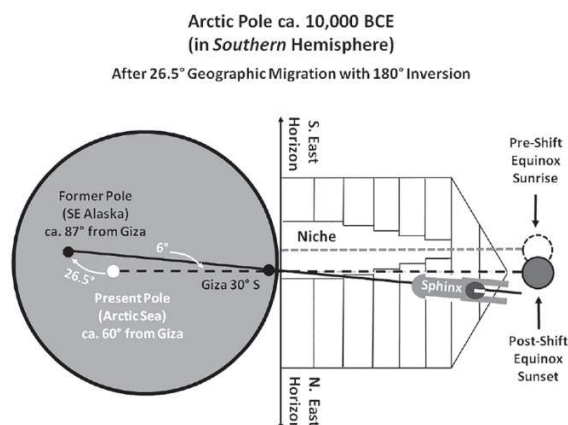 Arctic Pole ca. 10,000 BCE
(in Southern Hemisphere)
After 26.5° Geographic Migration with 180° Inversion
S. East
Horizon
Pre-Shift
Equinox
Sunrise
Former Pole
(SE Alaska)
ca. 87° from Giza
6°
26.5°
Niche
Giza 30° S
Present Pole
(Arctic Sea)
ca. 60° from Giza
Sphinx
Post-Shift
Equinox
Sunset
N. East
Horizon